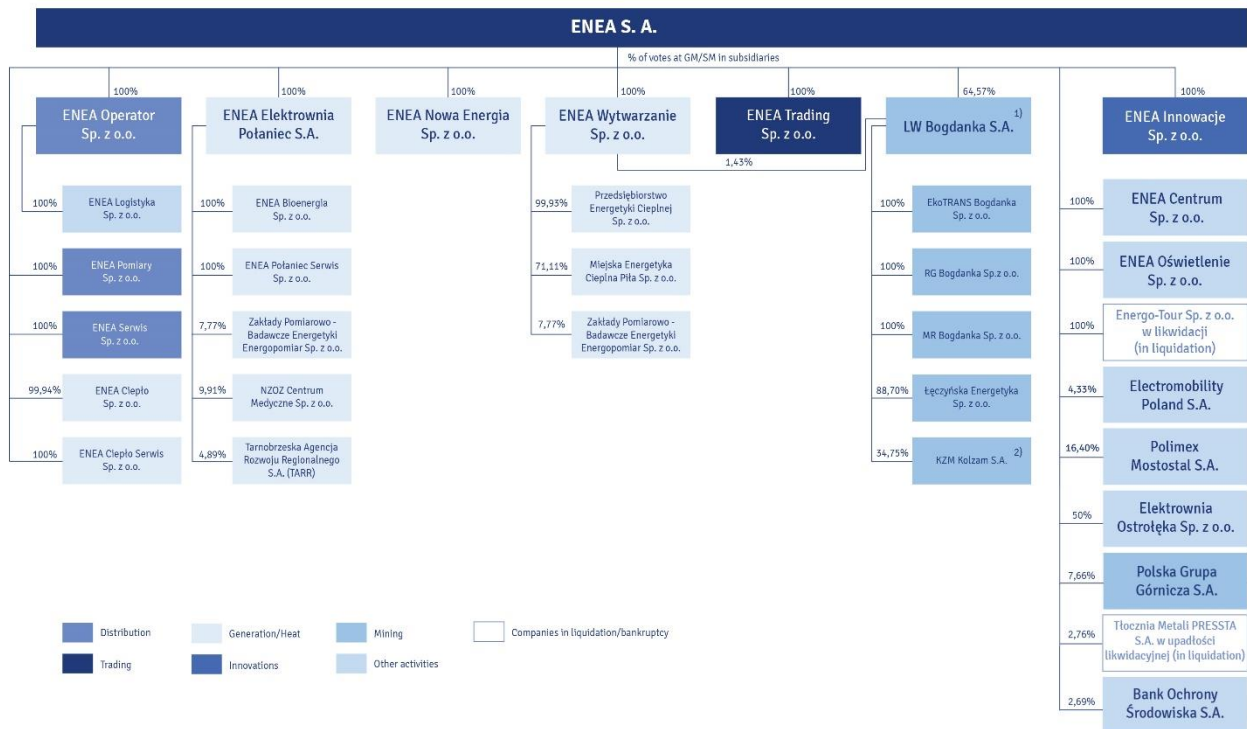 ENEA S. A.
% of votes at GM/SM in subsidiaries
100%
100%
100%
100%
100%
64,57%
100%
ENEA Operator
Sp. z o.o.
ENEA Elektrownia
Połaniec S.A.
ENEA Nowa Energia
Sp. z o.o.
ENEA Wytwarzanie
Sp. z o.o.
ENEA Trading
Sp. z o.o.
LW Bogdanka S.A. 1)
ENEA Innowacje
Sp. z o.o.
1,43%
100%
ENEA Logistyka
Sp. z o.o.
100%
ENEA Pomiary
Sp. z o.o.
100%
ENEA Serwis
Sp. z o.o.
99,94%
ENEA Ciepło
Sp. z o.o.
100%
ENEA Ciepło Serwis
Sp. z o.o.
100%
ENEA Bioenergia
Sp. z o.o.
100%
ENEA Połaniec Serwis
Sp. z o.o.
7,77%
Zakłady Pomiarowo -
Badawcze Energetyki
Energopomiar Sp. z o.o.
9,91%
NZOZ Centrum
Medyczne Sp. z o.o.
4,89%
Tarnobrzeska Agencja
Rozwoju Regionalnego
S.A. (TARR)
99,93%
Przedsiębiorstwo
Energetyki Cieplnej
Sp. z o.o.
71,11%
Miejska Energetyka
Cieplna Piła Sp. z o.o.
7,77%
Zakłady Pomiarowo -
Badawcze Energetyki
Energopomiar Sp. z o.o.
100%
EkoTRANS Bogdanka
Sp. z o.o.
100%
RG Bogdanka Sp.z o.o.
100%
MR Bogdanka Sp. z o.o.
88,70%
Łęczyńska Energetyka
Sp. z o.o.
34,75%
KZM Kolzam S.A. 2)
100%
ENEA Centrum
Sp. z o.o.
100%
ENEA Oświetlenie
Sp. z o.o.
100%
Energo-Tour Sp. z o.o.
w likwidacji
(in liquidation)
4,33%
Electromobility
Poland S.A.
16,40%
Polimex
Mostostal S.A.
50%
Elektrownia
Ostrołęka Sp. z o.o.
7,66%
Polska Grupa
Górnicza S.A.
2,76%
Tłocznia Metali PRESSTA
S.A. w upadłości
likwidacyjnej (in liquidation)
2,69%
Bank Ochrony
Środowiska S.A.
Distribution
Generation/Heat
Mining
Companies in liquidation/bankruptcy
Trading
Innovations
Other activities